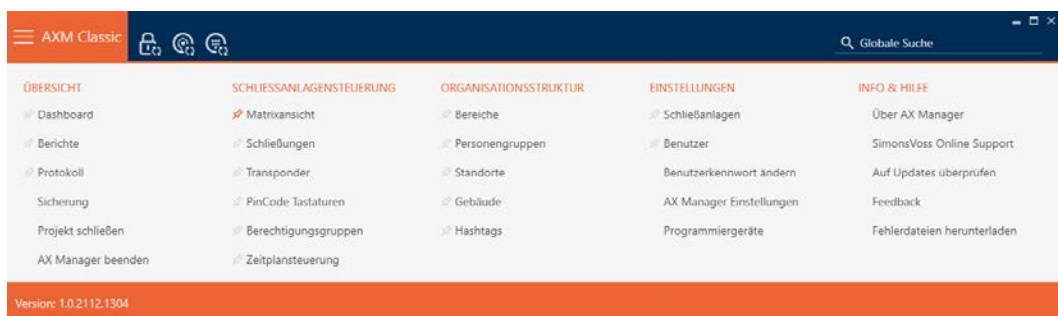 AXM Classic
Globale Suche
ÜBERSICHT
Dashboard
Berichte
Protokoll
Sicherung
Projekt schließen
AX Manager beenden
SCHLIESSANLAGENSTEUERUNG
Matrixansicht
Schließungen
Transponder
PinCode Tastaturen
Berechtigungsgruppen
Zeitplansteuerung
ORGANISATIONSSTRUKTUR
Bereiche
Personengruppen
Standorte
Gebäude
Hashtags
EINSTELLUNGEN
Schließanlagen
Benutzer
Benutzerkennwort ändern
AX Manager Einstellungen
Programmiergeräte
INFO & HILFE
Über AX Manager
SimonsVoss Online Support
Auf Updates überprüfen
Feedback
Fehlerdateien herunterladen
Version: 1.0.2112.1304